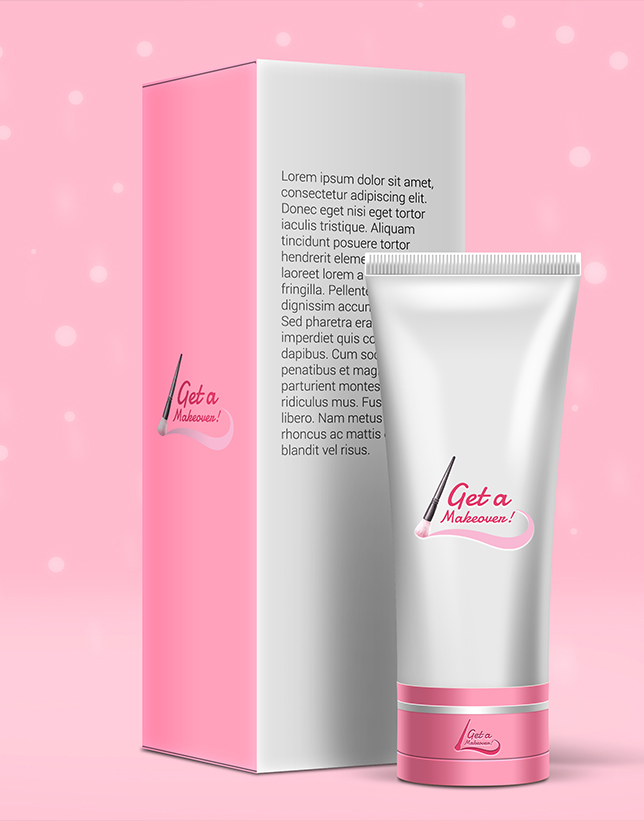 Lorem ipsum dolor sit amet,
consectetur adipiscing elit.
Donec eget nisi eget tortor
iaculis tristique. Aliquam
tincidunt posuere tortor
hendrerit
laoreet lorem
fringilla.
dignissim
Sed pharetra
imperdiet quis
dapibus. Cum
penatibus et
parturient montes
ridiculus mus.
libero. Nam metus
rhoncus ac mattis
blandit vel risus.
Get a
Makeover!
Get a
Makeover!
Get a
Makeover!